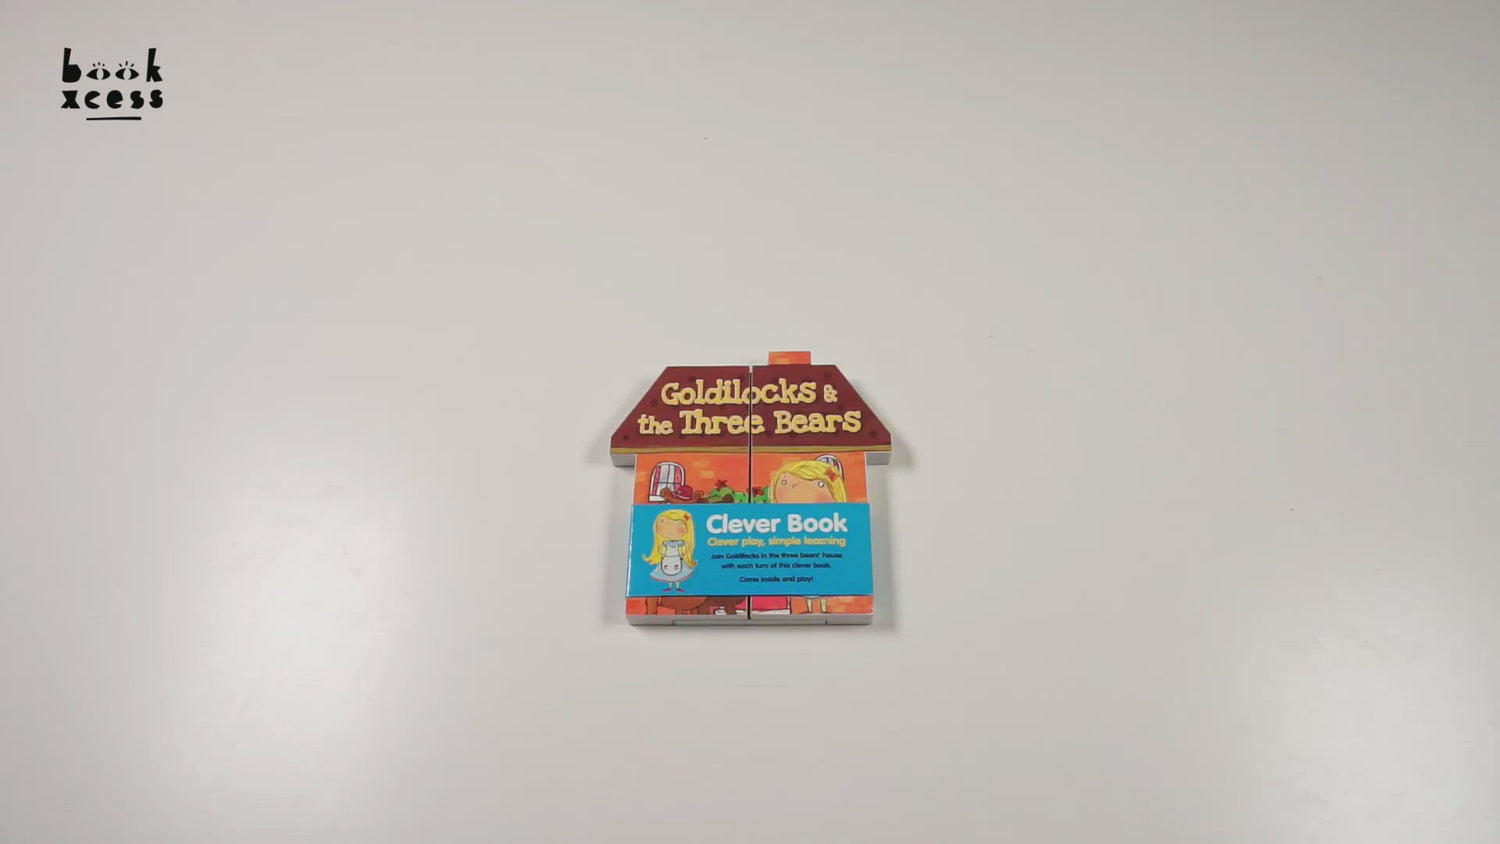 book
xcess
Goldilocks &
the Three Bears
Clever Book
Clever play, simple learning
Join Goldilocks in the three bears' house
with each turn of this clever book.
Come inside and play!